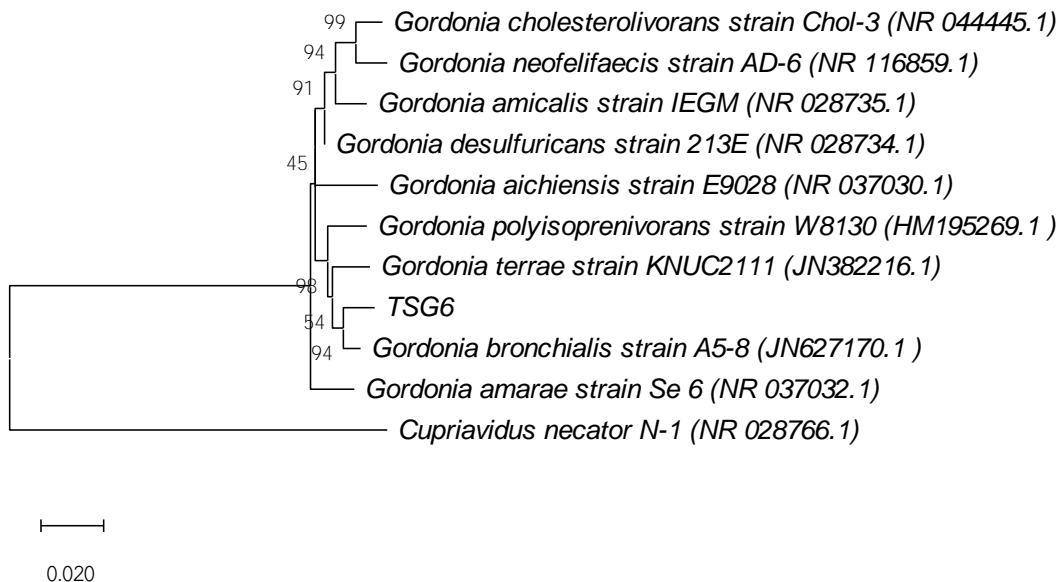 99
Gordonia cholesterolivorans strain Chol-3 (NR 044445.1)
94
Gordonia neofelifaecis strain AD-6 (NR 116859.1)
91
Gordonia amicalis strain IEGM (NR 028735.1)
Gordonia desulfuricans strain 213E (NR 028734.1)
45
Gordonia aichiensis strain E9028 (NR 037030.1)
Gordonia polyisoprenivorans strain W8130 (HM195269.1 )
Gordonia terrae strain KNUC2111 (JN382216.1)
98
TSG6
54
Gordonia bronchialis strain A5-8 (JN627170.1 )
94
Gordonia amarae strain Se 6 (NR 037032.1)
Cupriavidus necator N-1 (NR 028766.1)
0.020